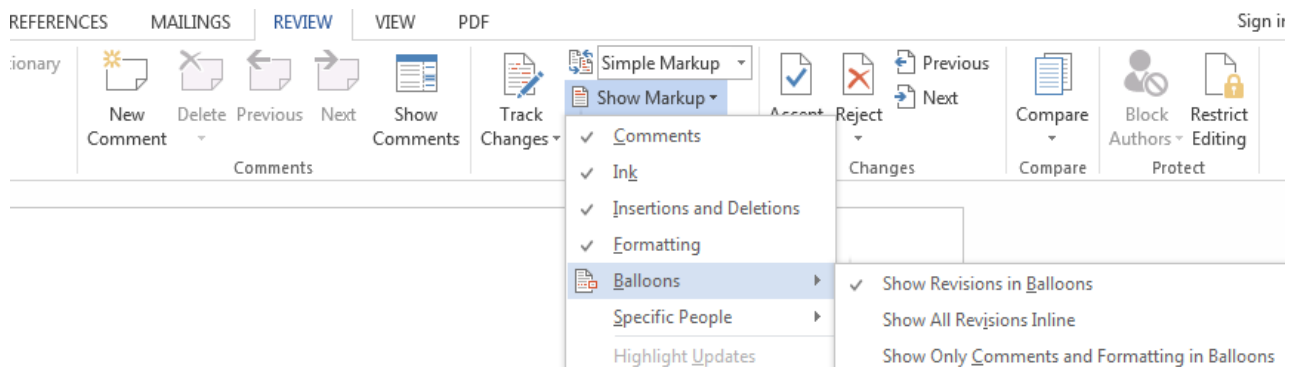 REFERENCES MAILINGS REVIEW VIEW PDF Sign in
Simple Markup
Show Markup
Previous
Next
New Comment
Delete
Previous
Next
Show Comments
Track Changes
Accept
Reject
Compare
Block Authors
Restrict Editing
Comments
Changes
Compare
Protect
Comments
Ink
Insertions and Deletions
Formatting
Balloons
Specific People
Highlight Updates
Show Revisions in Balloons
Show All Revisions Inline
Show Only Comments and Formatting in Balloons